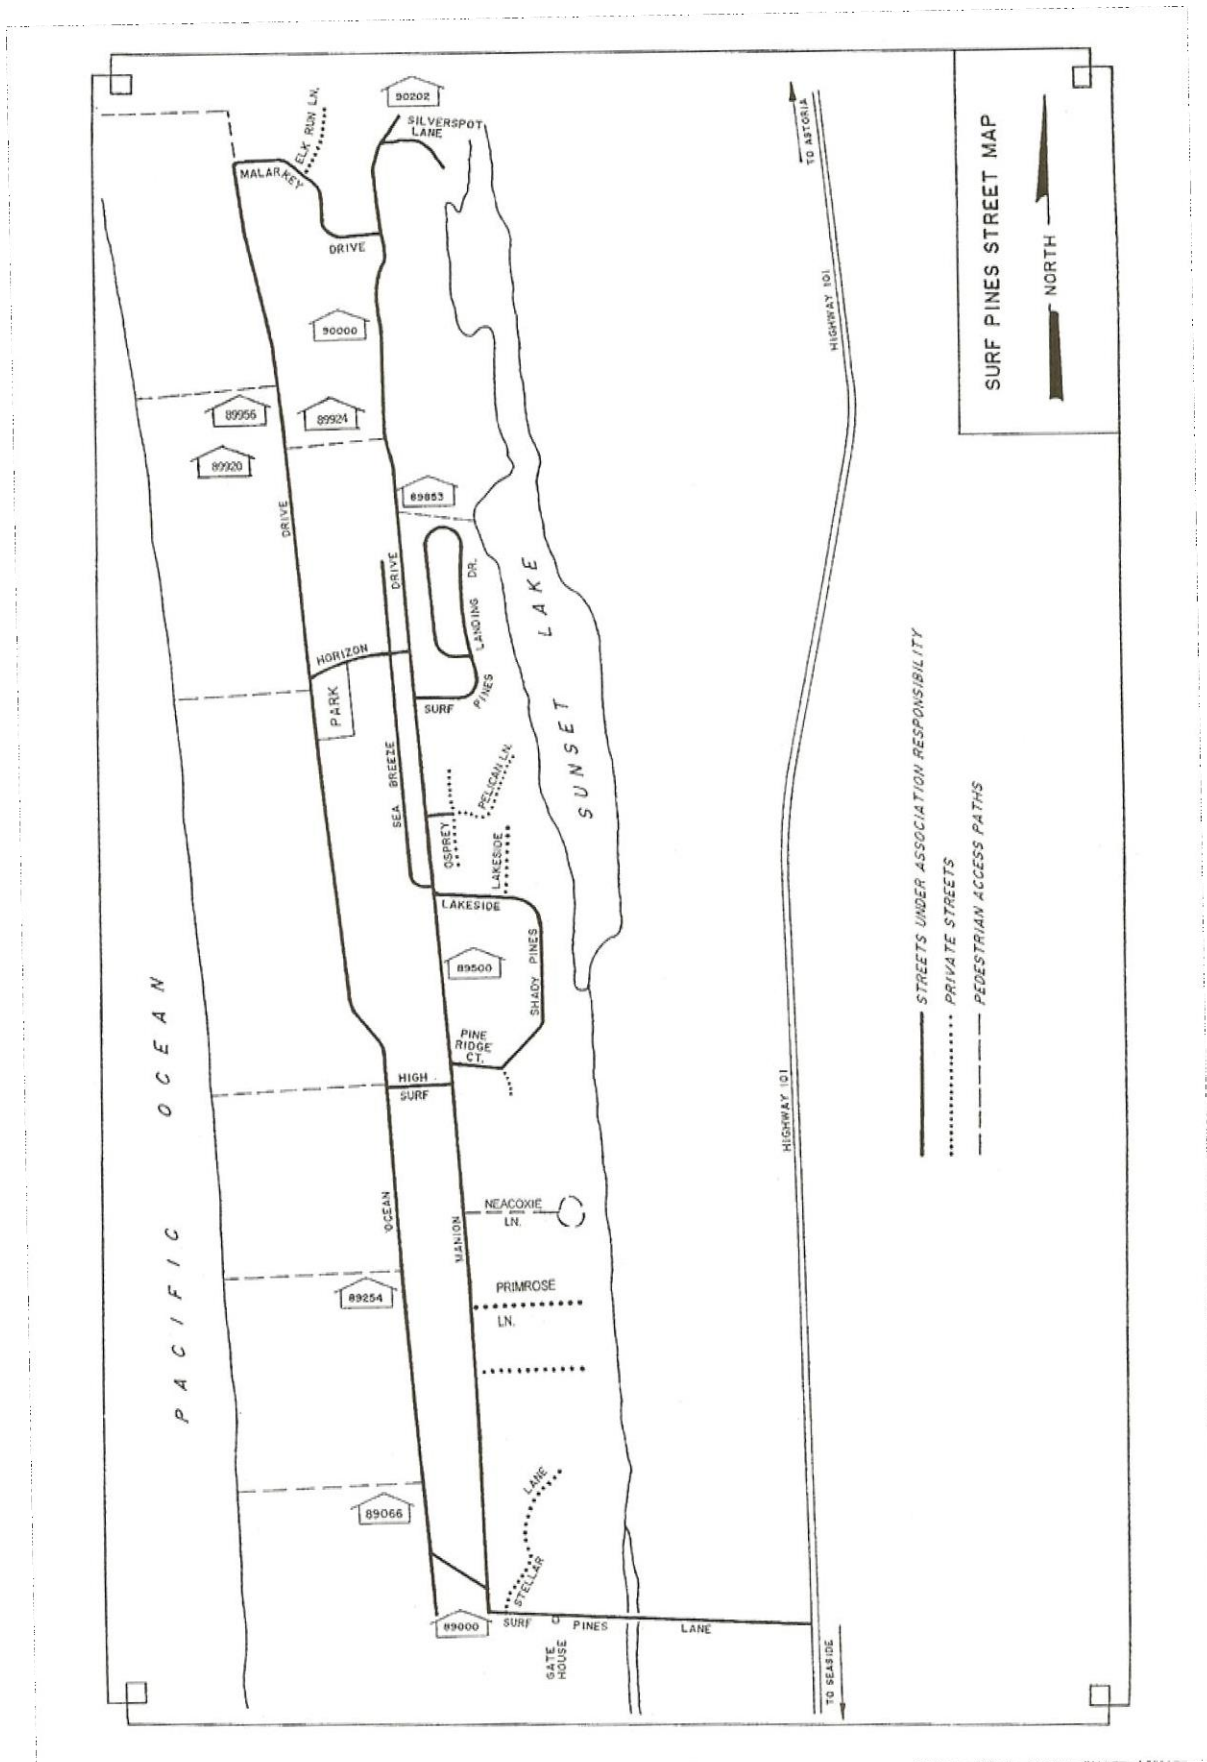 90202
SILVERSPOT
LANE
ELK RUN LN.
MALARKEY
DRIVE
TO ASTORIA
SURF PINES STREET MAP
NORTH
HIGHWAY 101
90000
89956
89924
89920
89853
DRIVE
DRIVE
LANDING DR.
HORIZON
PARK
SURF
PINES
SUNSET LAKE
SEA BREEZE
PELICAN LN.
OSPREY
LAKESIDE
LAKESIDE
89500
SHADY PINES
PINE
RIDGE
CT.
HIGH
SURF
STREETS UNDER ASSOCIATION RESPONSIBILITY
PRIVATE STREETS
PEDESTRIAN ACCESS PATHS
PACIFIC OCEAN
HIGHWAY 101
OCEAN
MANION
NEACOXIE
LN.
PRIMROSE
LN.
89254
89066
STELLAR
LANE
89000
SURF
PINES
LANE
GATE
HOUSE
TO SEASIDE